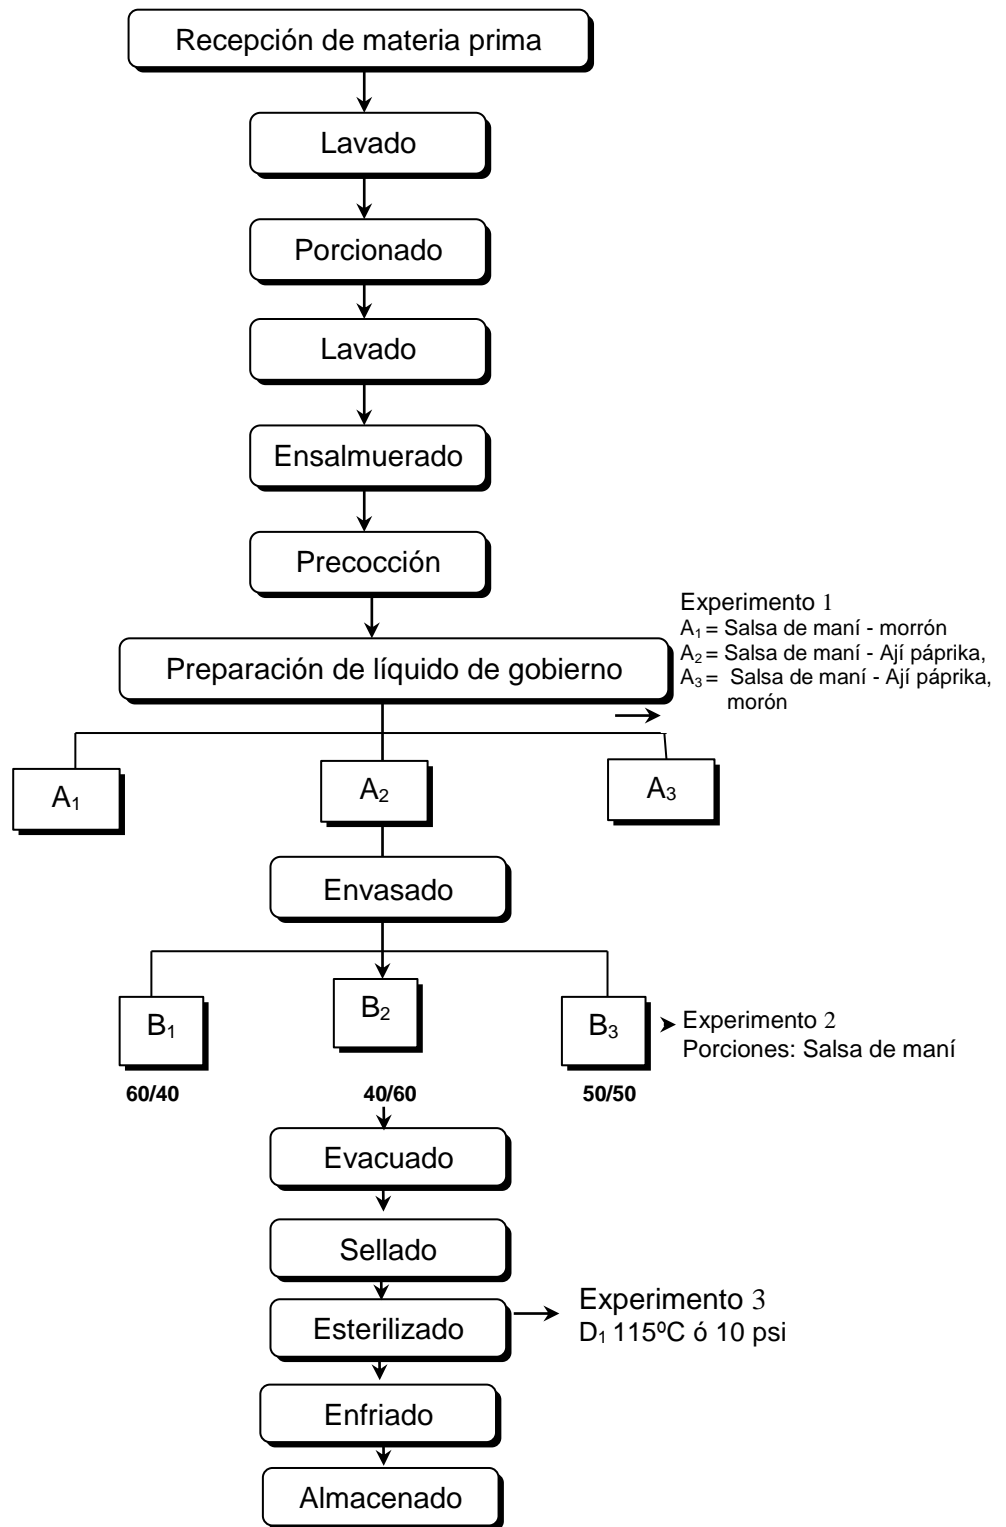 Recepción de materia prima
Lavado
Porcionado
Lavado
Ensalmuerado
Precocción
Experimento 1
A₁ = Salsa de maní - morrón
A₂ = Salsa de maní - Ají páprika,
A₃ = Salsa de maní - Ají páprika,
morón
Preparación de líquido de gobierno
A₁
A₂
A₃
Envasado
B₁
B₂
B₃
Experimento 2
Porciones: Salsa de maní
60/40
40/60
50/50
Evacuado
Sellado
Esterilizado
Experimento 3
D₁ 115ºC ó 10 psi
Enfriado
Almacenado